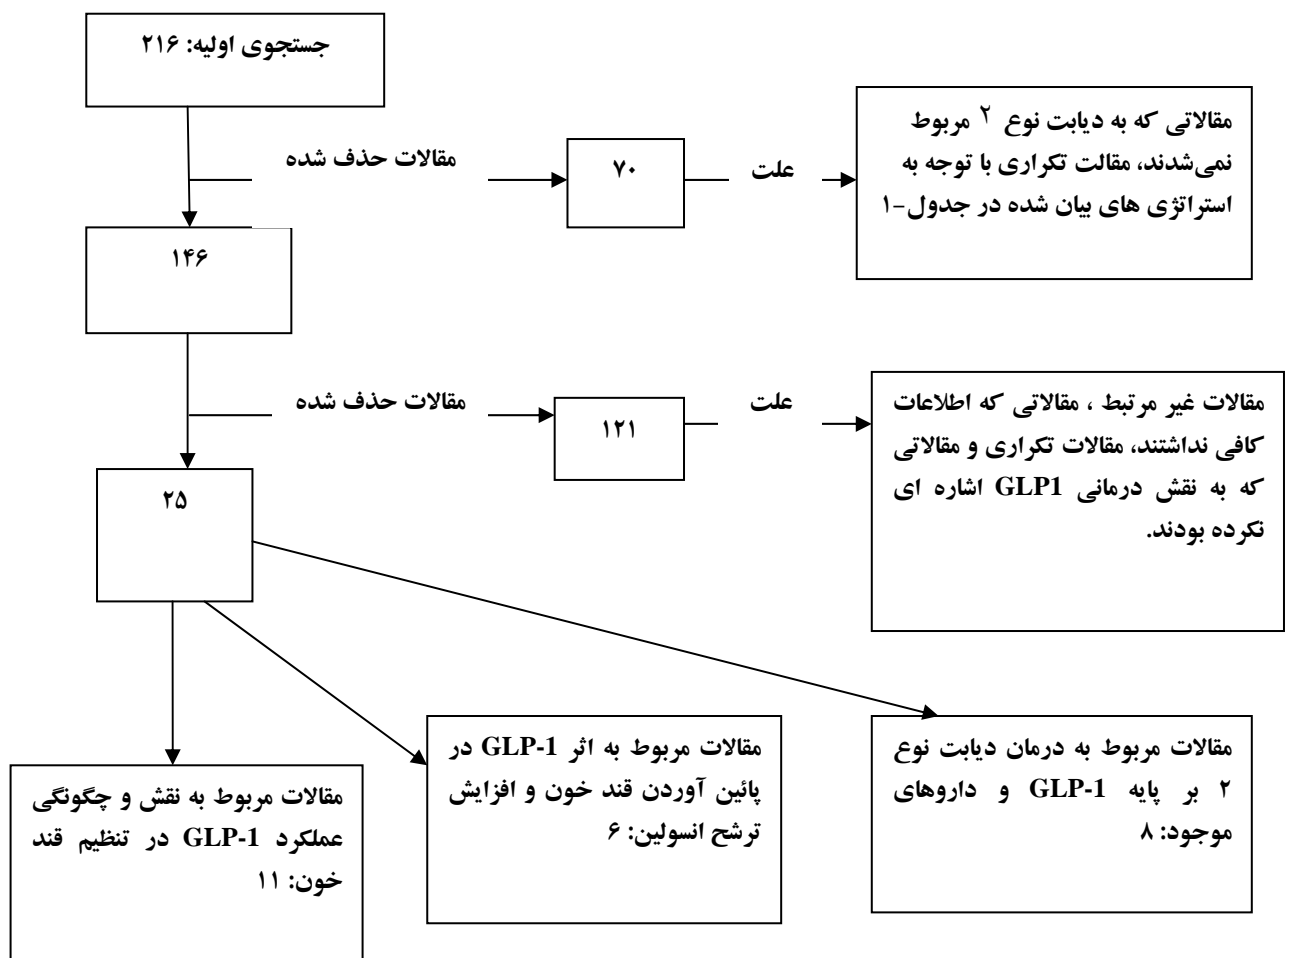 جستجوی اولیه: ۲۱۶
مقالات حذف شده
۷۰
علت
مقالاتی که به دیابت نوع ۲ مربوط
نمی‌شدند، مقالت تکراری با توجه به
استراتژی های بیان شده در جدول-۱
۱۴۶
مقالات حذف شده
۱۲۱
علت
مقالات غیر مرتبط ، مقالاتی که اطلاعات
کافی نداشتند، مقالات تکراری و مقالاتی
که به نقش درمانی GLP1 اشاره ای
نکرده بودند.
۲۵
مقالات مربوط به درمان دیابت نوع
۲ بر پایه GLP-1 و داروهای
موجود: ۸
مقالات مربوط به اثر GLP-1 در
پائین آوردن قند خون و افزایش
ترشح انسولین: ۶
مقالات مربوط به نقش و چگونگی
عملکرد GLP-1 در تنظیم قند
خون: ۱۱